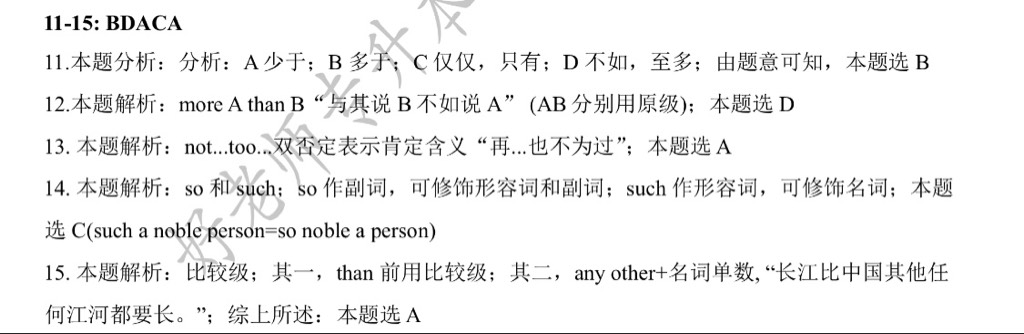 11-15: BDACA
11.本题分析：分析：A 少于；B 多于；C 仅仅，只有；D 不如，至多；由题意可知，本题选 B
12.本题解析：more A than B“与其说 B 不如说 A” (AB 分别用原级)；本题选 D
13. 本题解析：not...too...双否定表示肯定含义“再...也不为过”；本题选 A
14. 本题解析：so 和 such；so 作副词，可修饰形容词和副词；such 作形容词，可修饰名词；本题
选 C(such a noble person=so noble a person)
15. 本题解析：比较级；其一，than 前用比较级；其二，any other+名词单数, “长江比中国其他任
何江河都要长。”；综上所述：本题选 A
好老师专升本